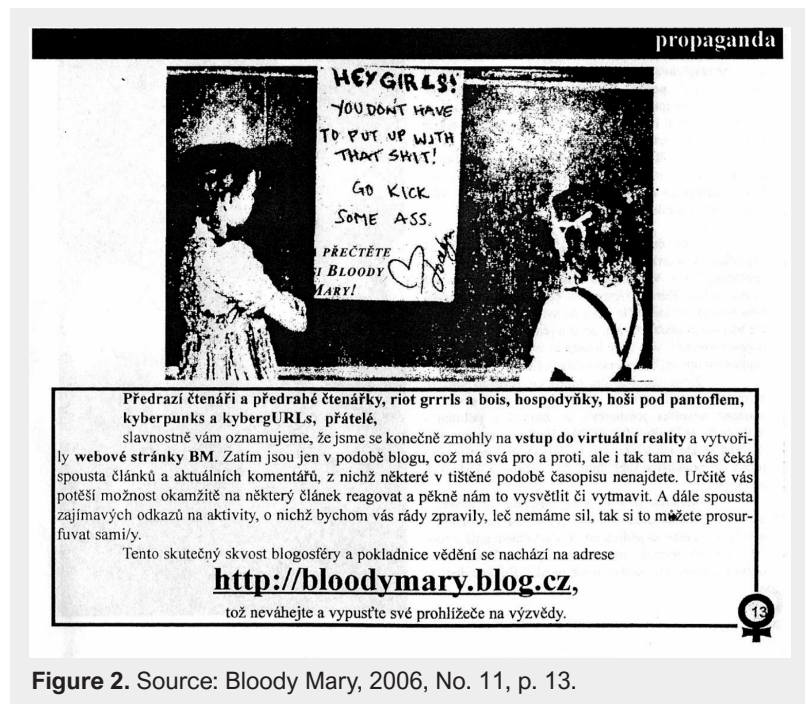 propaganda
HEY GIRLS!
YOU DON'T HAVE
TO PUT UP WITH
THAT SHIT!
GO KICK
SOME ASS.
PŘEČTĚTE
SI BLOODY
MARY!
Jocelyn
Předrazí čtenáři a předrahé čtenářky, riot grrrls a bois, hospodyňky, hoši pod pantoflem,
kyberpunks a kybergURLs, přátelé,
slavnostně vám oznamujeme, že jsme se konečně zmohly na vstup do virtuální reality a vytvoři-
ly webové stránky BM. Zatím jsou jen v podobě blogu, což má svá pro a proti, ale i tak tam na vás čeká
spousta článků a aktuálních komentářů, z nichž některé v tištěné podobě časopisu nenajdete. Určitě vás
potěší možnost okamžitě na některý článek reagovat a pěkně nám to vysvětlit či vytmavit. A dále spousta
zajímavých odkazů na aktivity, o nichž bychom vás rády zpravily, leč nemáme sil, tak si to můžete prosur-
fuvat sami/y.
Tento skutečný skvost blogosféry a pokladnice vědění se nachází na adrese
http://bloodymary.blog.cz,
tož neváhejte a vypusťte své prohlížeče na výzvědy.
13
Figure 2. Source: Bloody Mary, 2006, No. 11, p. 13.